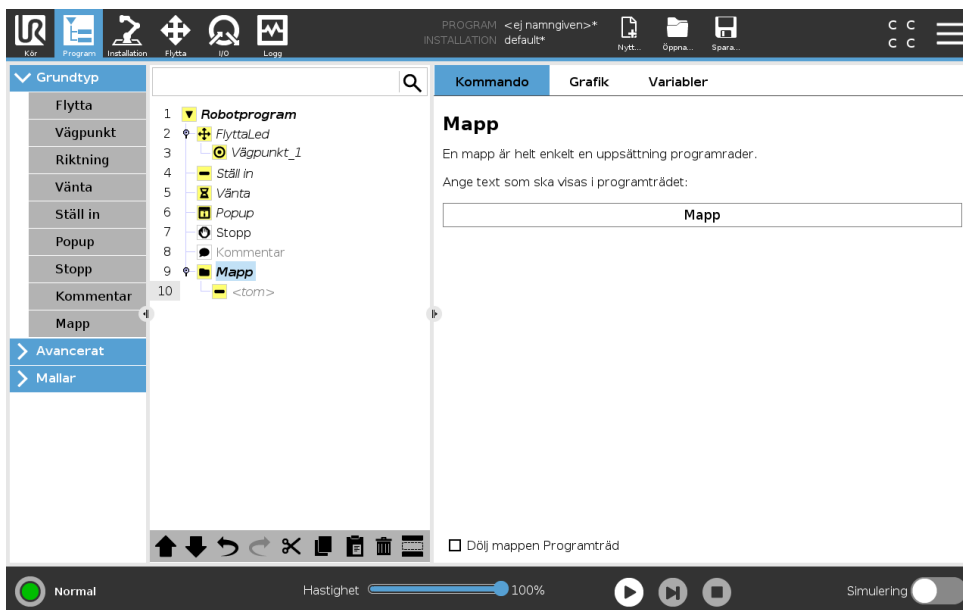 UR
PROGRAM <ej namngiven>*
INSTALLATION default*
Kör Program Installation Flytta I/O Logg
Nytt... Öppna... Spara...
C C
C C
Grundtyp
Flytta
Vägpunkt
Riktning
Vänta
Ställ in
Popup
Stopp
Kommentar
Mapp
Avancerat
Mallar
1 Robotprogram
2 FlyttaLed
3 Vägpunkt_1
4 Ställ in
5 Vänta
6 Popup
7 Stopp
8 Kommentar
9 Mapp
10 <tom>
Kommando Grafik Variabler
Mapp
En mapp är helt enkelt en uppsättning programrader.
Ange text som ska visas i programträdet:
Mapp
Dölj mappen Programträd
Normal
Hastighet 100%
Simulering